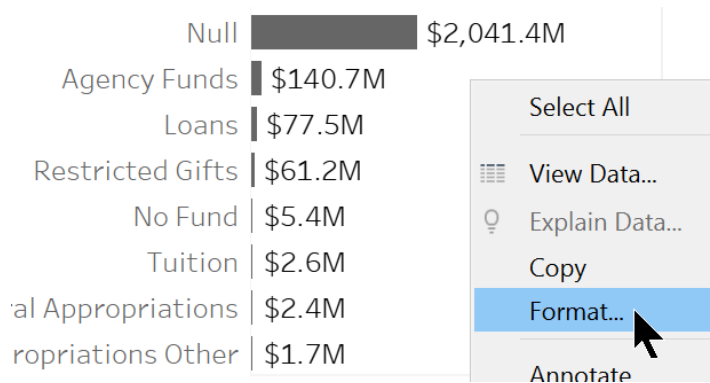 Null $2,041.4M
Agency Funds $140.7M
Loans $77.5M
Restricted Gifts $61.2M
No Fund $5.4M
Tuition $2.6M
al Appropriations $2.4M
ropriations Other $1.7M
Select All
View Data...
Explain Data...
Copy
Format...
Annotate